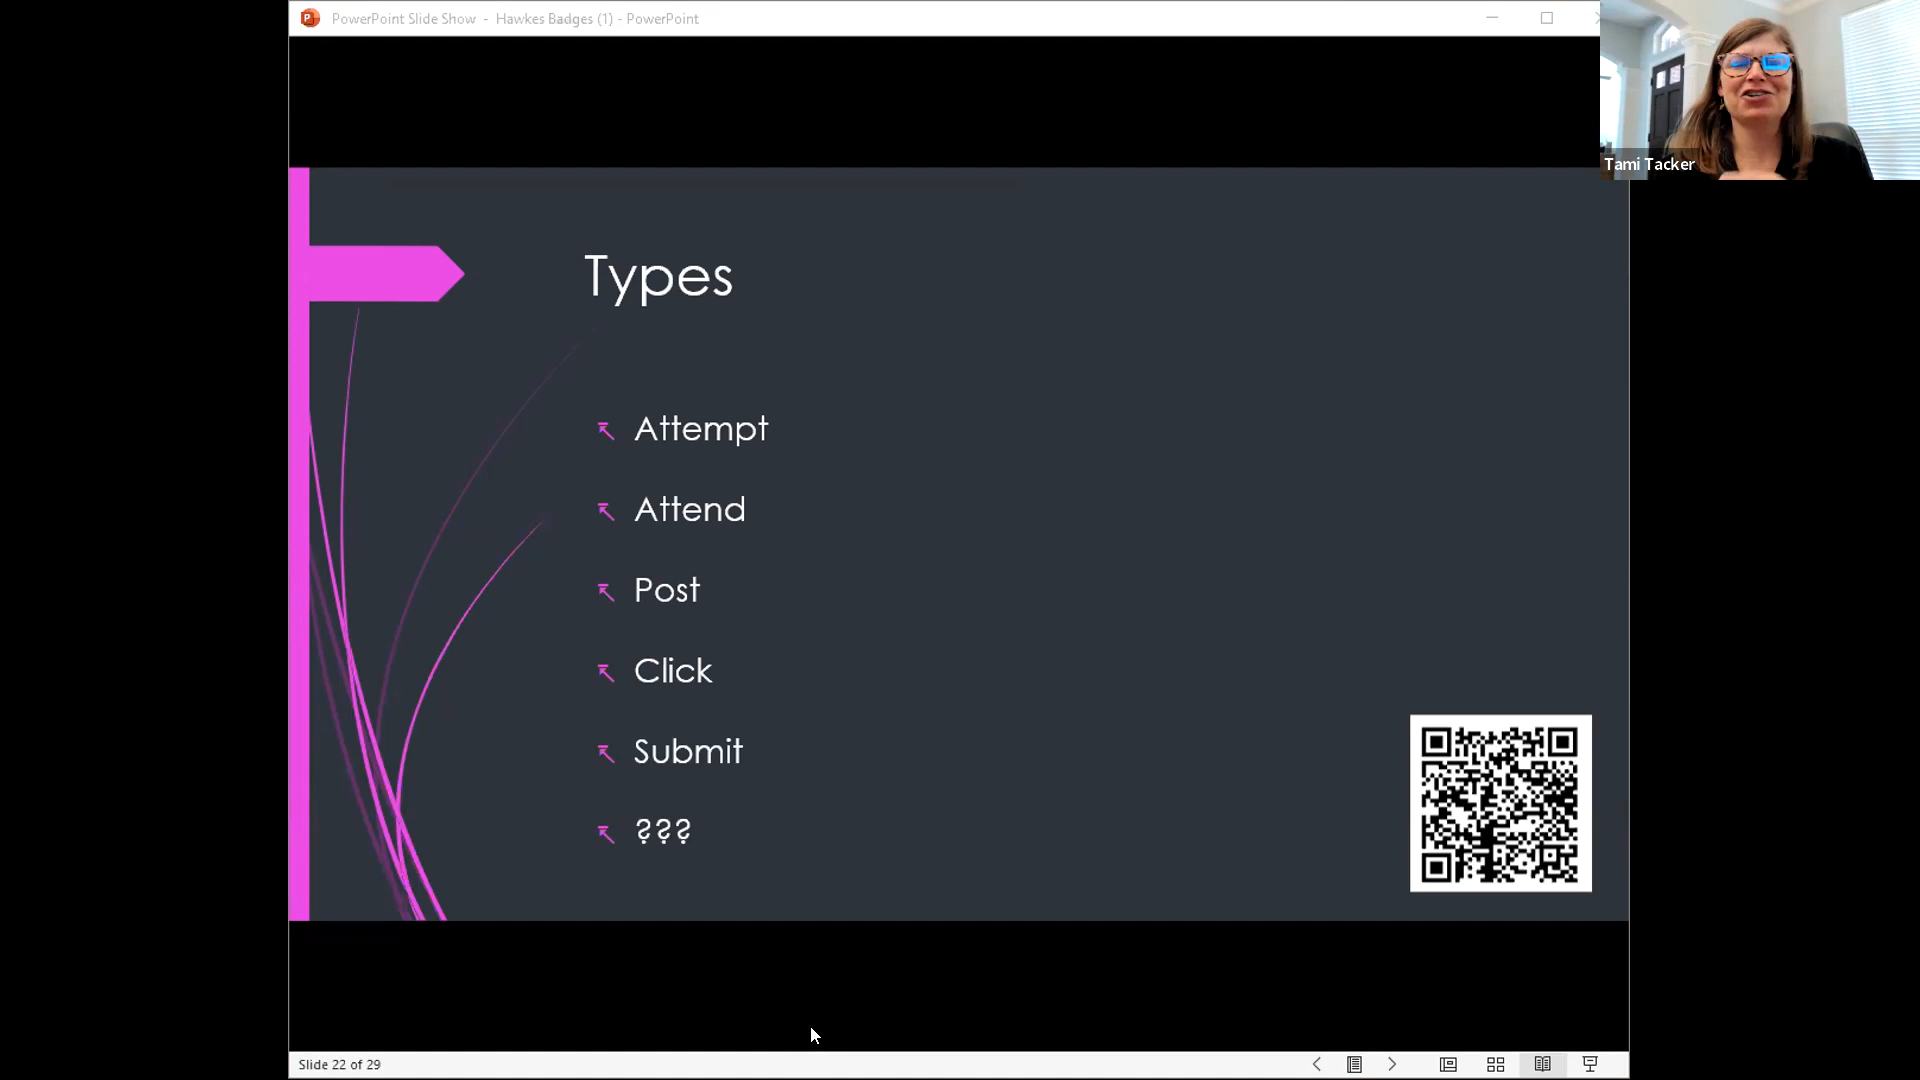 PowerPoint Slide Show - Hawkes Badges (1) - PowerPoint
Tami Tacker
Types
Attempt
Attend
Post
Click
Submit
???
Slide 22 of 29